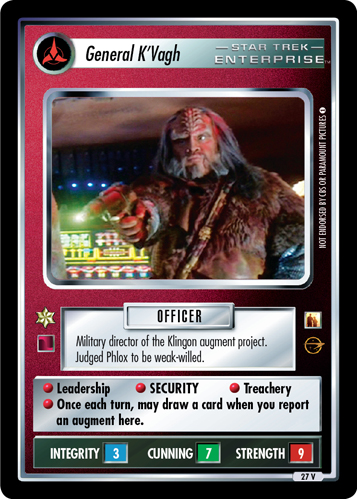 General K'Vagh
STAR TREK
ENTERPRISE™
NOT ENDORSED BY CBS OR PARAMOUNT PICTURES
OFFICER
Military director of the Klingon augment project.
Judged Phlox to be weak-willed.
• Leadership • SECURITY • Treachery
• Once each turn, may draw a card when you report
an augment here.
INTEGRITY 3 CUNNING 7 STRENGTH 9
27 V